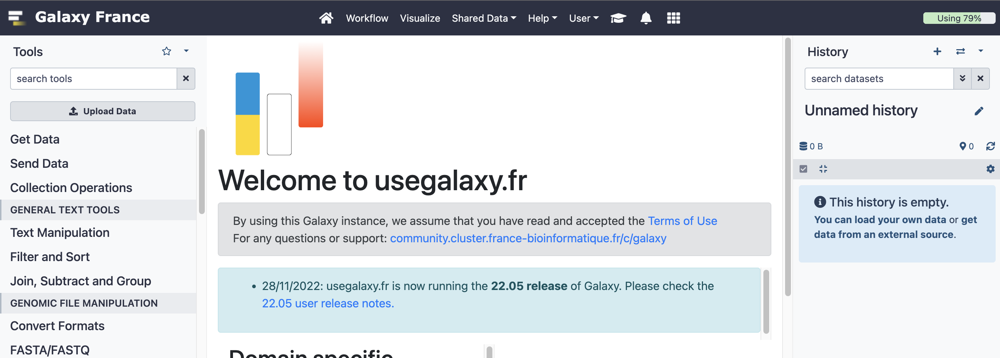 Galaxy France
Workflow
Visualize
Shared Data
Help
User
Using 79%
Tools
search tools
Upload Data
Get Data
Send Data
Collection Operations
GENERAL TEXT TOOLS
Text Manipulation
Filter and Sort
Join, Subtract and Group
GENOMIC FILE MANIPULATION
Convert Formats
FASTA/FASTQ
Welcome to usegalaxy.fr
By using this Galaxy instance, we assume that you have read and accepted the Terms of Use
For any questions or support: community.cluster.france-bioinformatique.fr/c/galaxy
• 28/11/2022: usegalaxy.fr is now running the 22.05 release of Galaxy. Please check the
22.05 user release notes.
Domain specific
History
search datasets
Unnamed history
0 B
0
This history is empty.
You can load your own data or get
data from an external source.